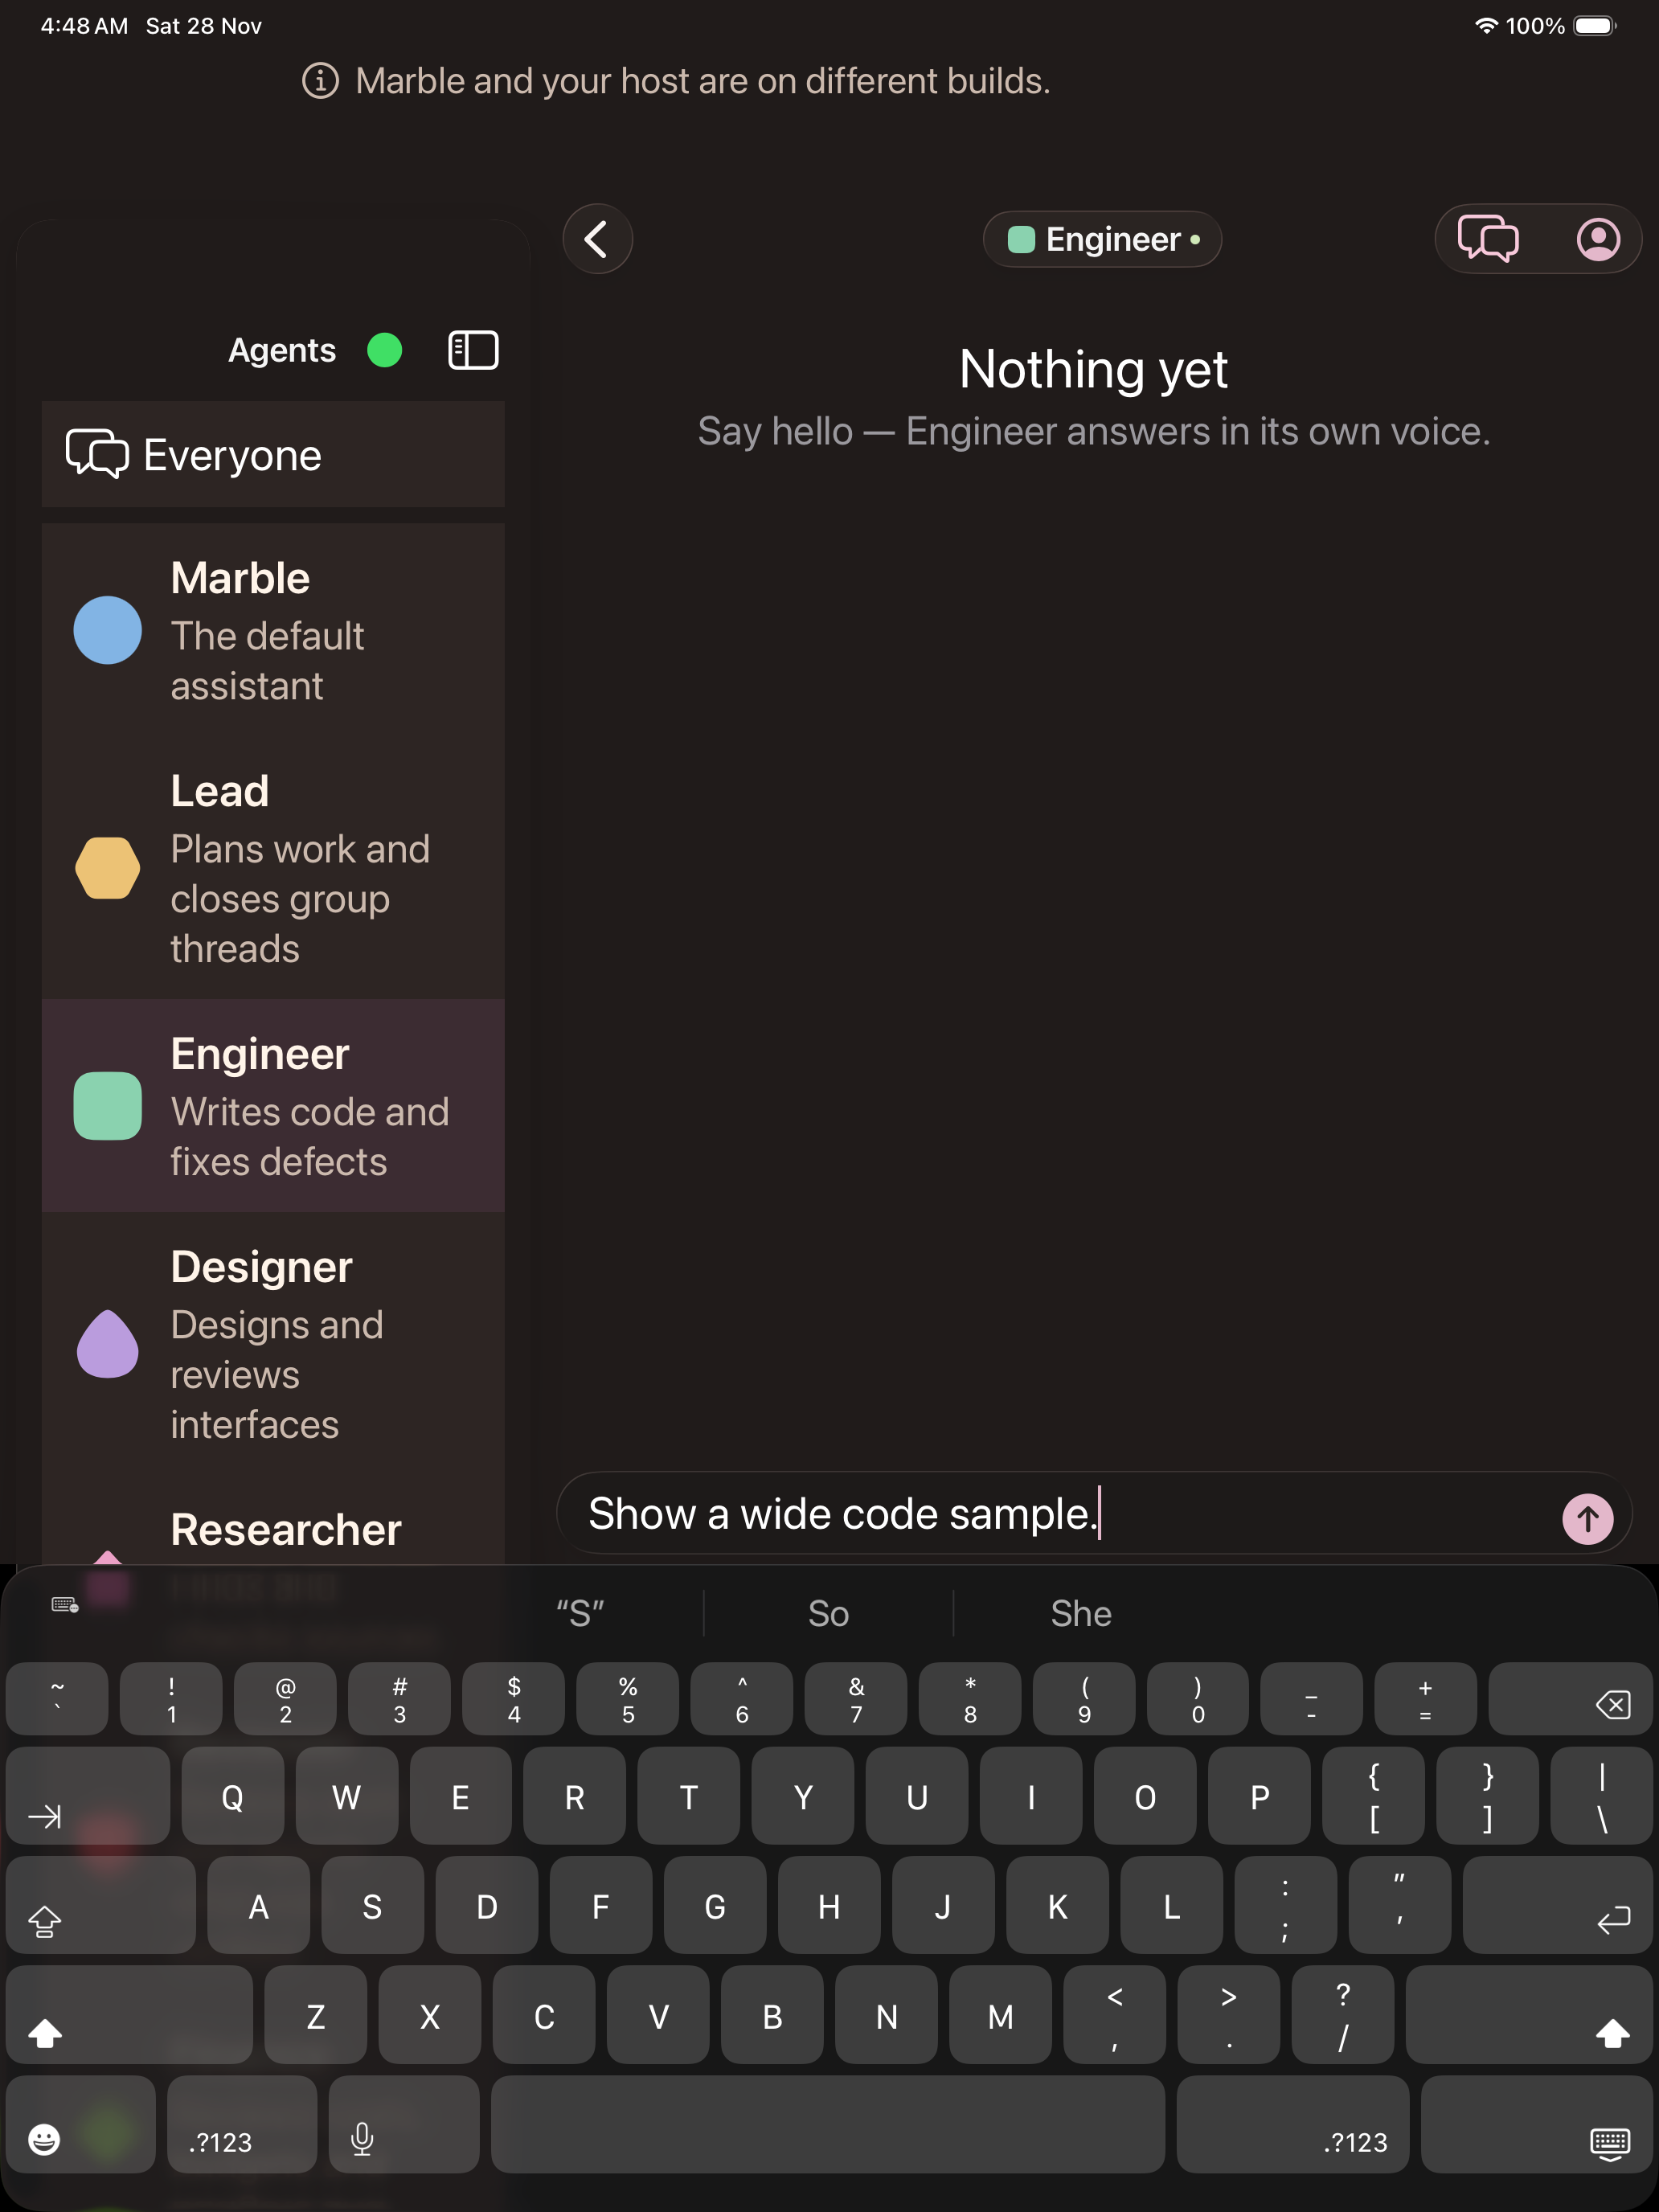 4:48 AM Sat 28 Nov
100%
Marble and your host are on different builds.
Engineer
Agents
Nothing yet
Say hello — Engineer answers in its own voice.
Everyone
Marble
The default
assistant
Lead
Plans work and
closes group
threads
Engineer
Writes code and
fixes defects
Designer
Designs and
reviews
interfaces
Researcher
Show a wide code sample.
“S” So She
~ ! @ # $ % ^ & * ( ) _ +
` 1 2 3 4 5 6 7 8 9 0 - =
Q W E R T Y U I O P { } |
[ ] \
A S D F G H J K L : "
; '
Z X C V B N M < > ?
, . /
.?123 .?123